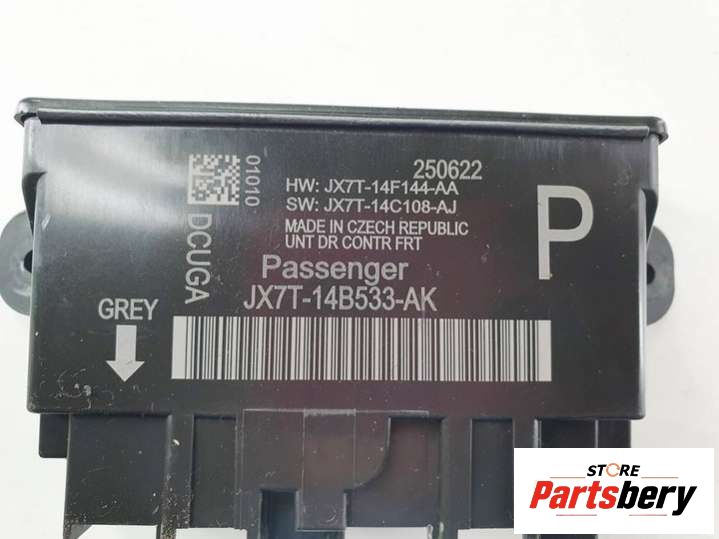 250622
HW: JX7T-14F144-AA
SW: JX7T-14C108-AJ
MADE IN CZECH REPUBLIC
UNT DR CONTR FRT
P
01010
DCUGA
Passenger
JX7T-14B533-AK
GREY
STORE
Partsbery